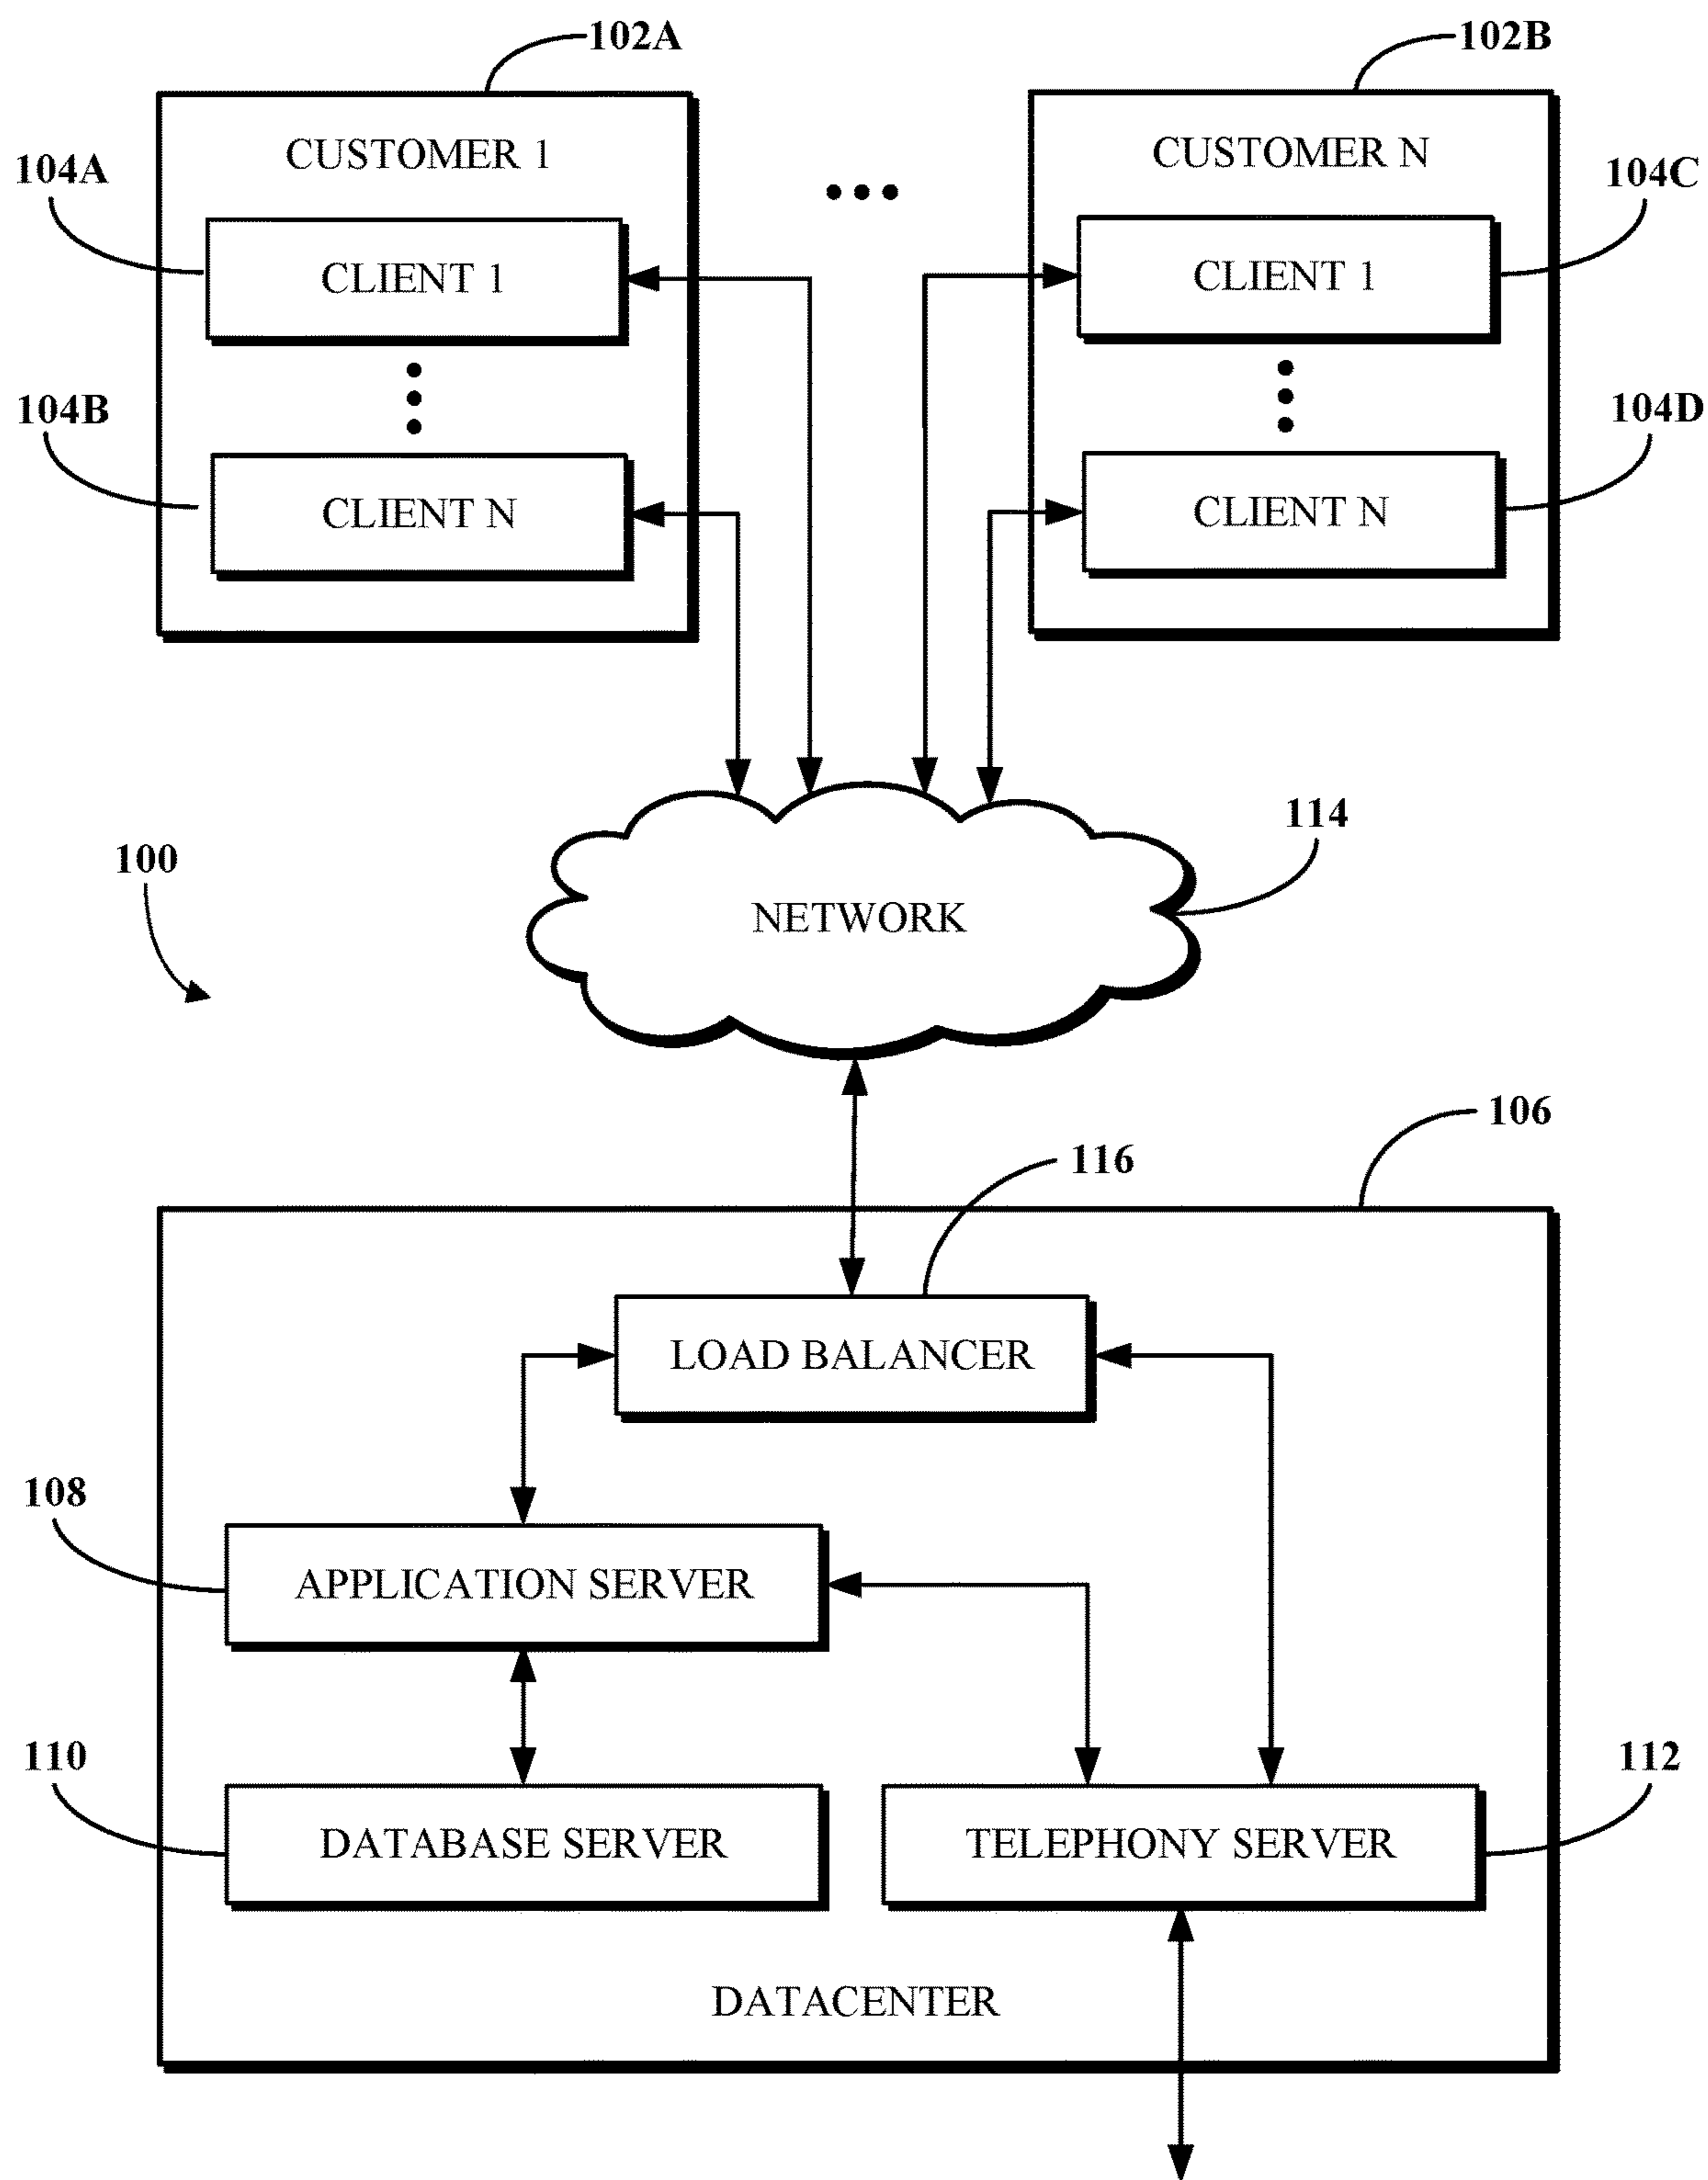 102A
102B
CUSTOMER 1
CUSTOMER N
104A
104C
CLIENT 1
CLIENT 1
104B
104D
CLIENT N
CLIENT N
114
100
NETWORK
106
116
LOAD BALANCER
108
APPLICATION SERVER
110
112
DATABASE SERVER
TELEPHONY SERVER
DATACENTER